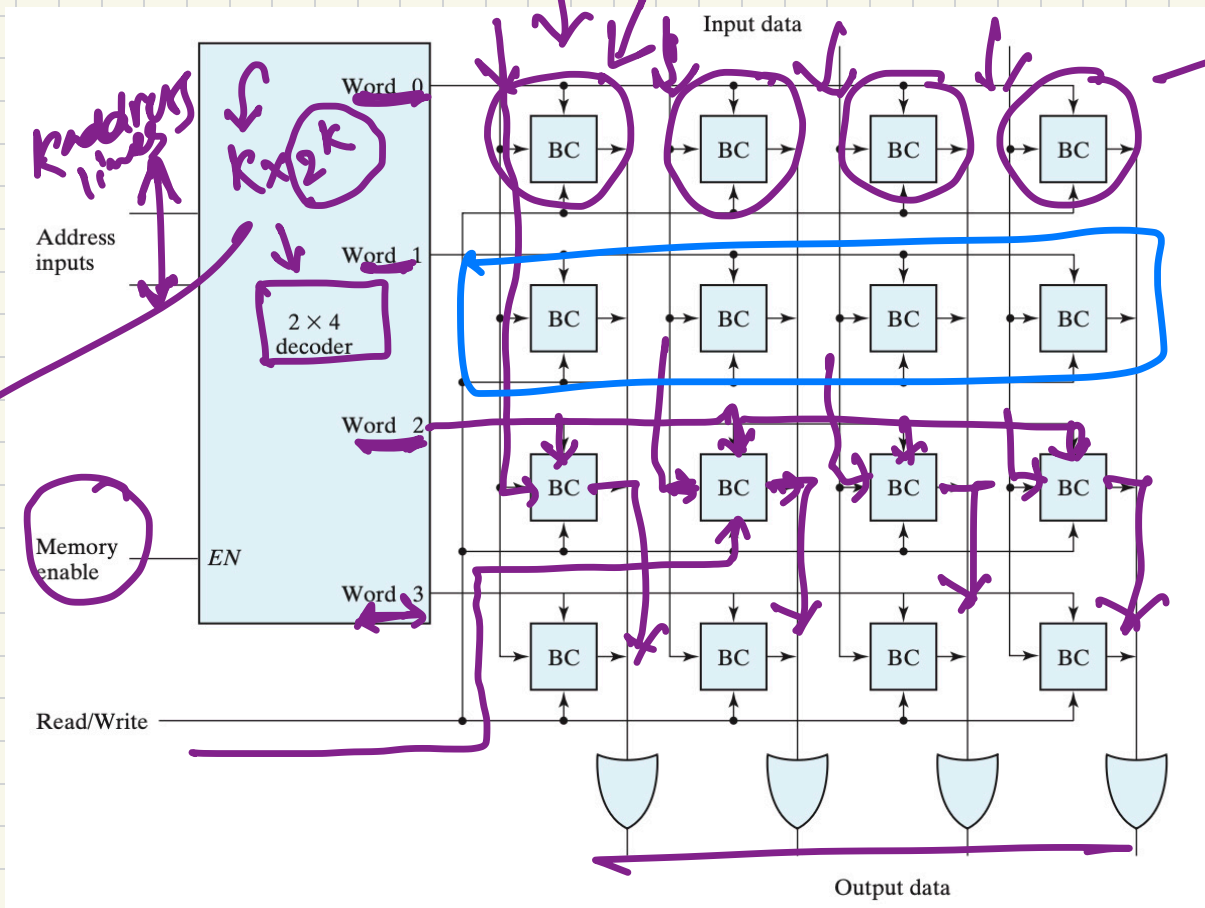 Input data
K address
lines
K × 2^K
Word 0
BC BC BC BC
Address
inputs
Word 1
2 × 4
decoder
BC BC BC BC
Word 2
BC BC BC BC
Memory
enable
EN
Word 3
BC BC BC BC
Read/Write
Output data